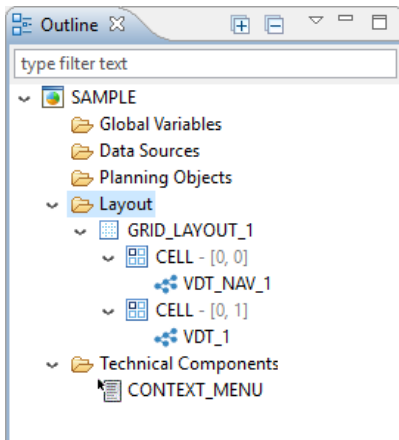 Outline
type filter text
SAMPLE
Global Variables
Data Sources
Planning Objects
Layout
GRID_LAYOUT_1
CELL - [0, 0]
VDT_NAV_1
CELL - [0, 1]
VDT_1
Technical Components
CONTEXT_MENU